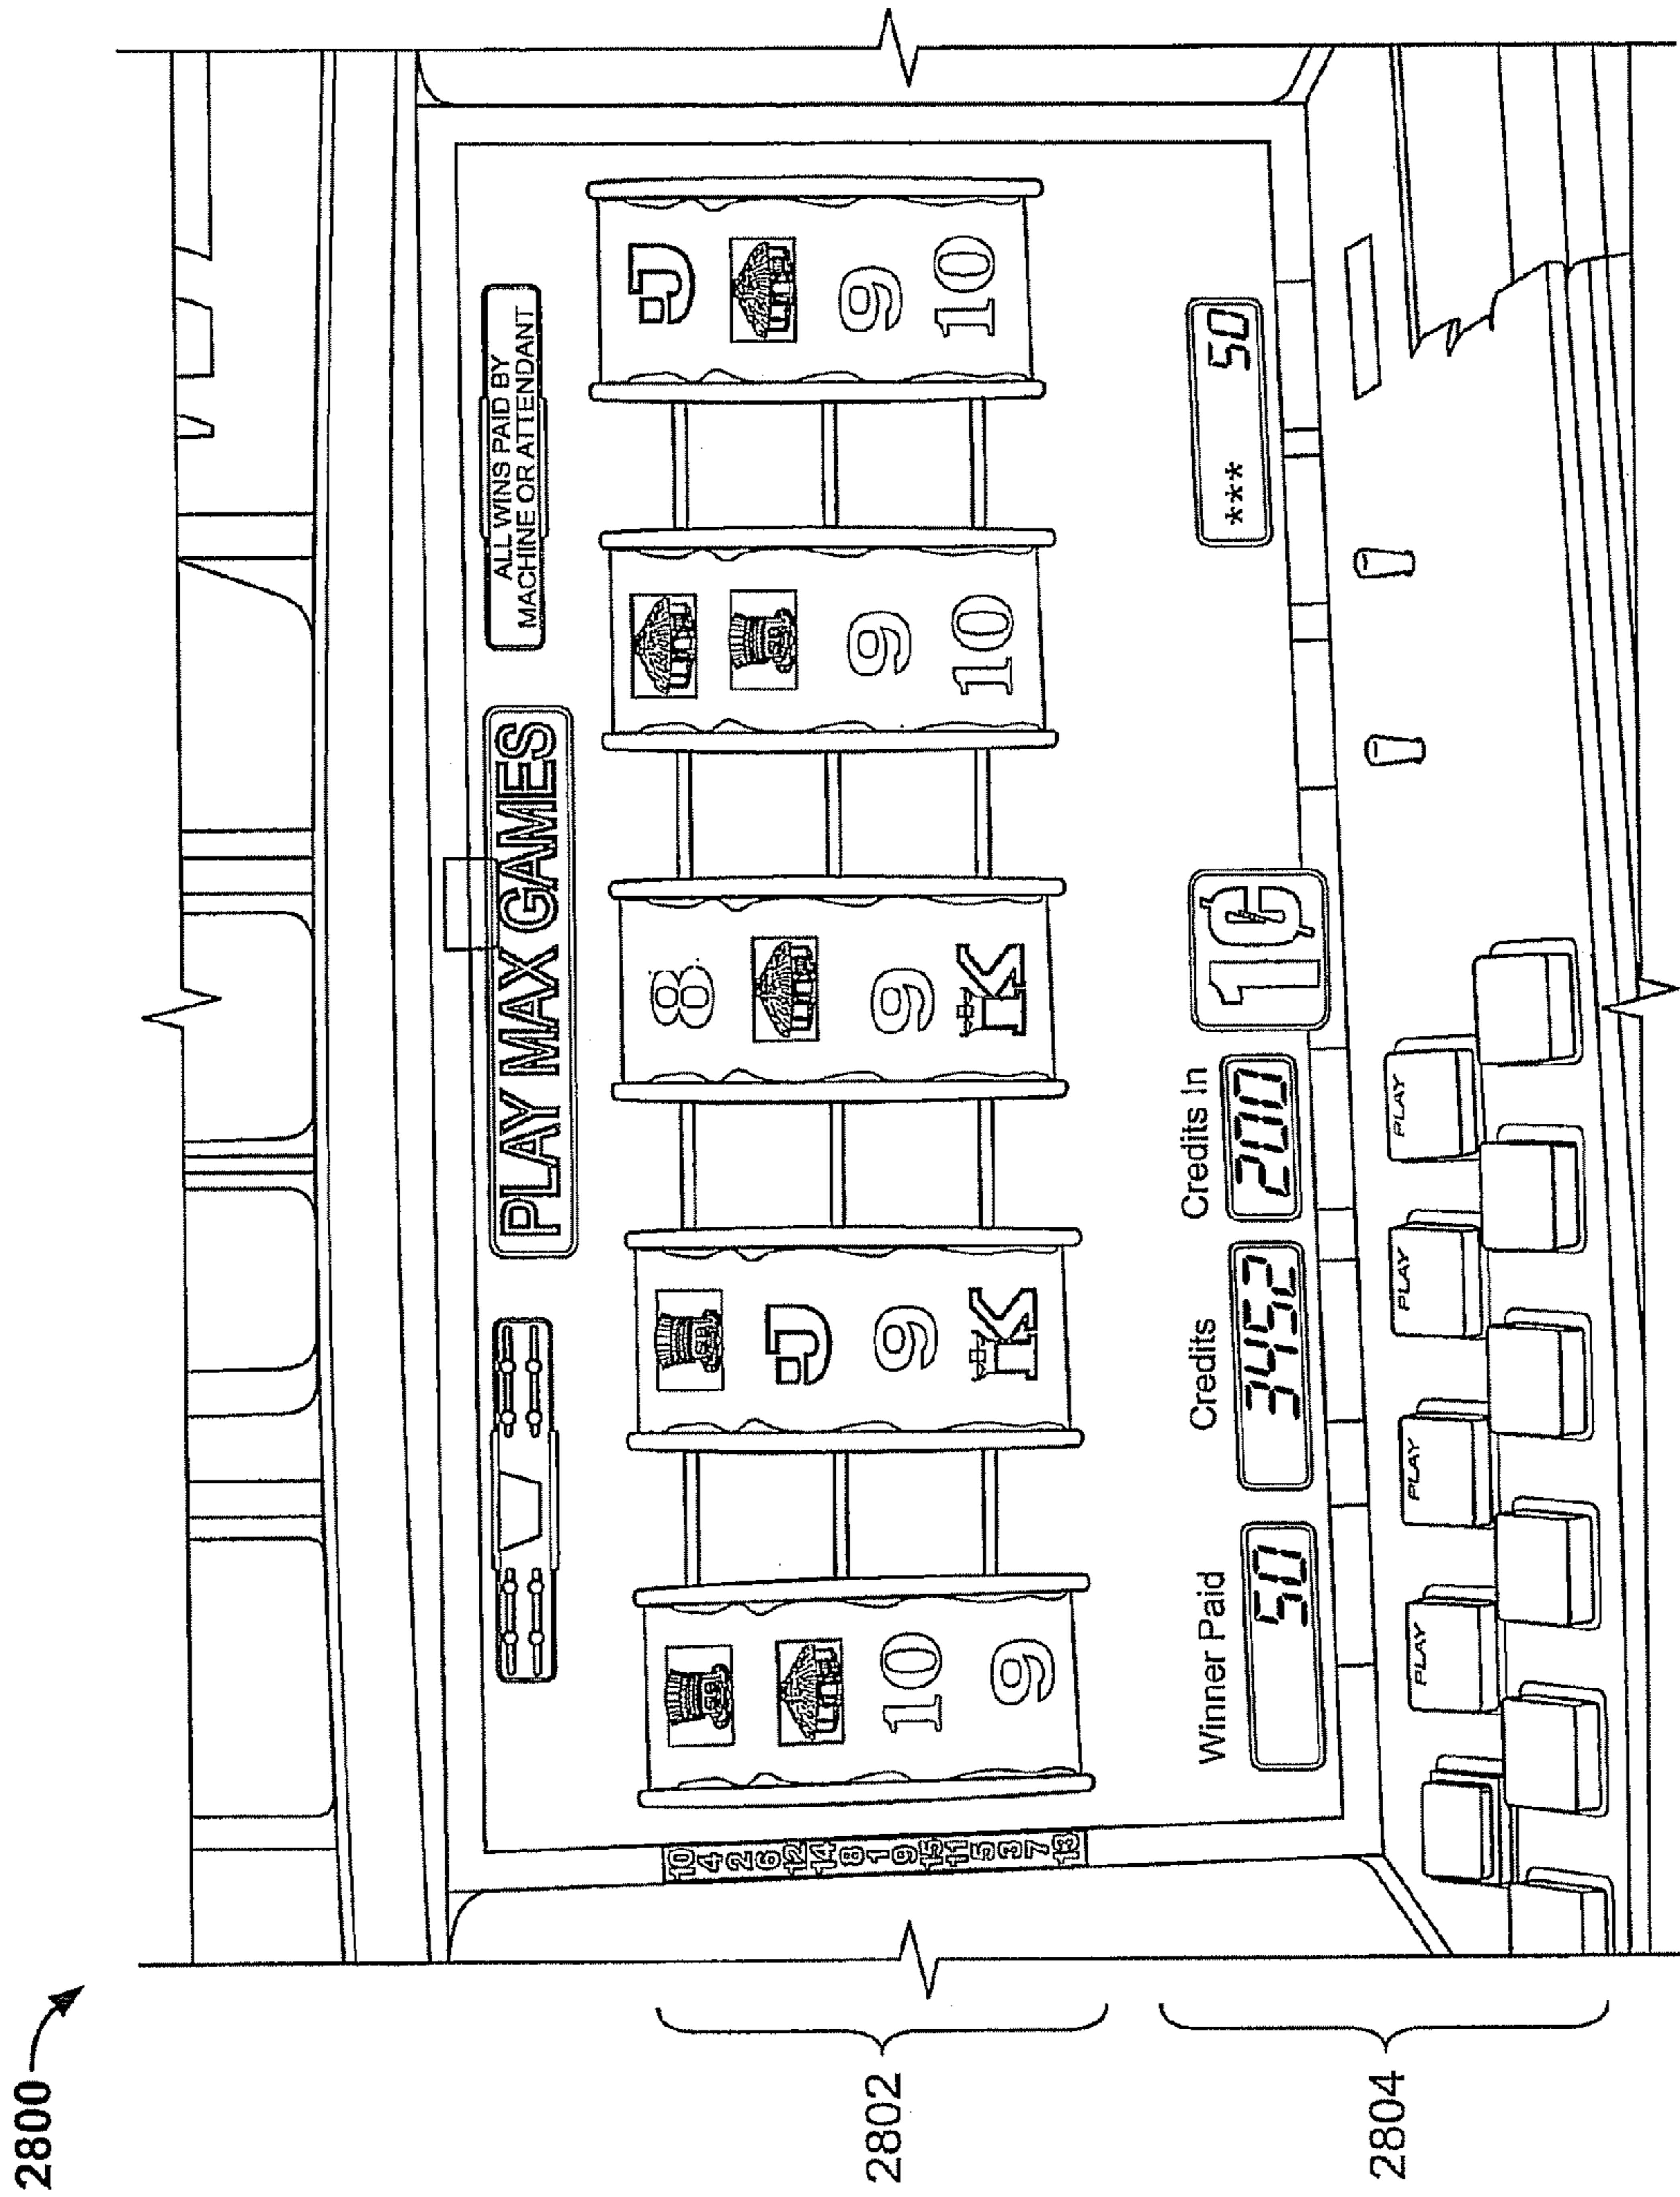 2800
PLAY MAX GAMES
ALL WINS PAID BY
MACHINE OR ATTENDANT
2802
10
4
2
6
12
14
8
1
9
15
11
5
3
7
13
8 J
J
10 9 9 9 9
9 K K 10 10
2804
Winner Paid
50
Credits
3452
Credits In
200
1¢
*** 50
PLAY
PLAY
PLAY
PLAY